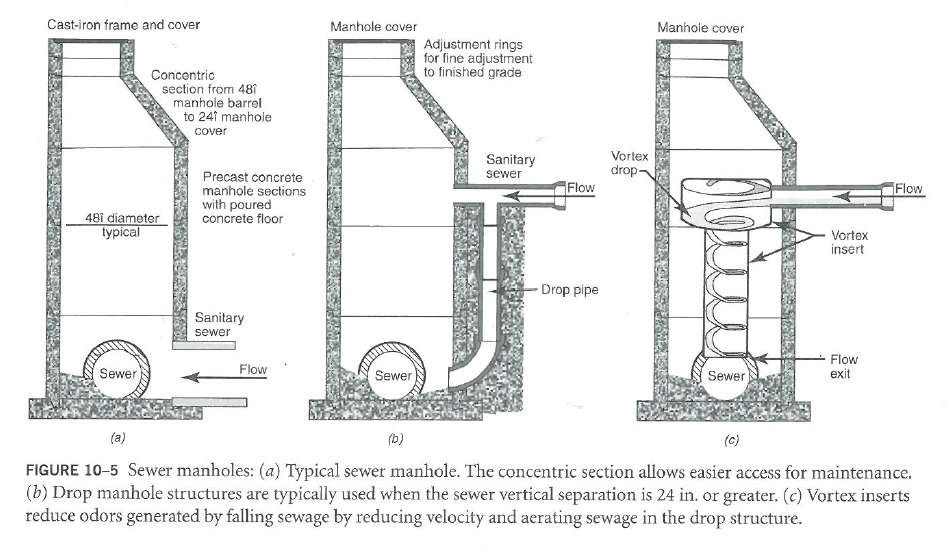 Cast-iron frame and cover
Concentric
section from 48î
manhole barrel
to 24î manhole
cover
Precast concrete
manhole sections
with poured
concrete floor
48î diameter
typical
Sanitary
sewer
Sewer
Flow
(a)
Manhole cover
Adjustment rings
for fine adjustment
to finished grade
Sanitary
sewer
Flow
Drop pipe
Sewer
(b)
Manhole cover
Vortex
drop
Flow
Vortex
insert
Sewer
Flow
exit
(c)
FIGURE 10–5 Sewer manholes: (a) Typical sewer manhole. The concentric section allows easier access for maintenance.
(b) Drop manhole structures are typically used when the sewer vertical separation is 24 in. or greater. (c) Vortex inserts
reduce odors generated by falling sewage by reducing velocity and aerating sewage in the drop structure.